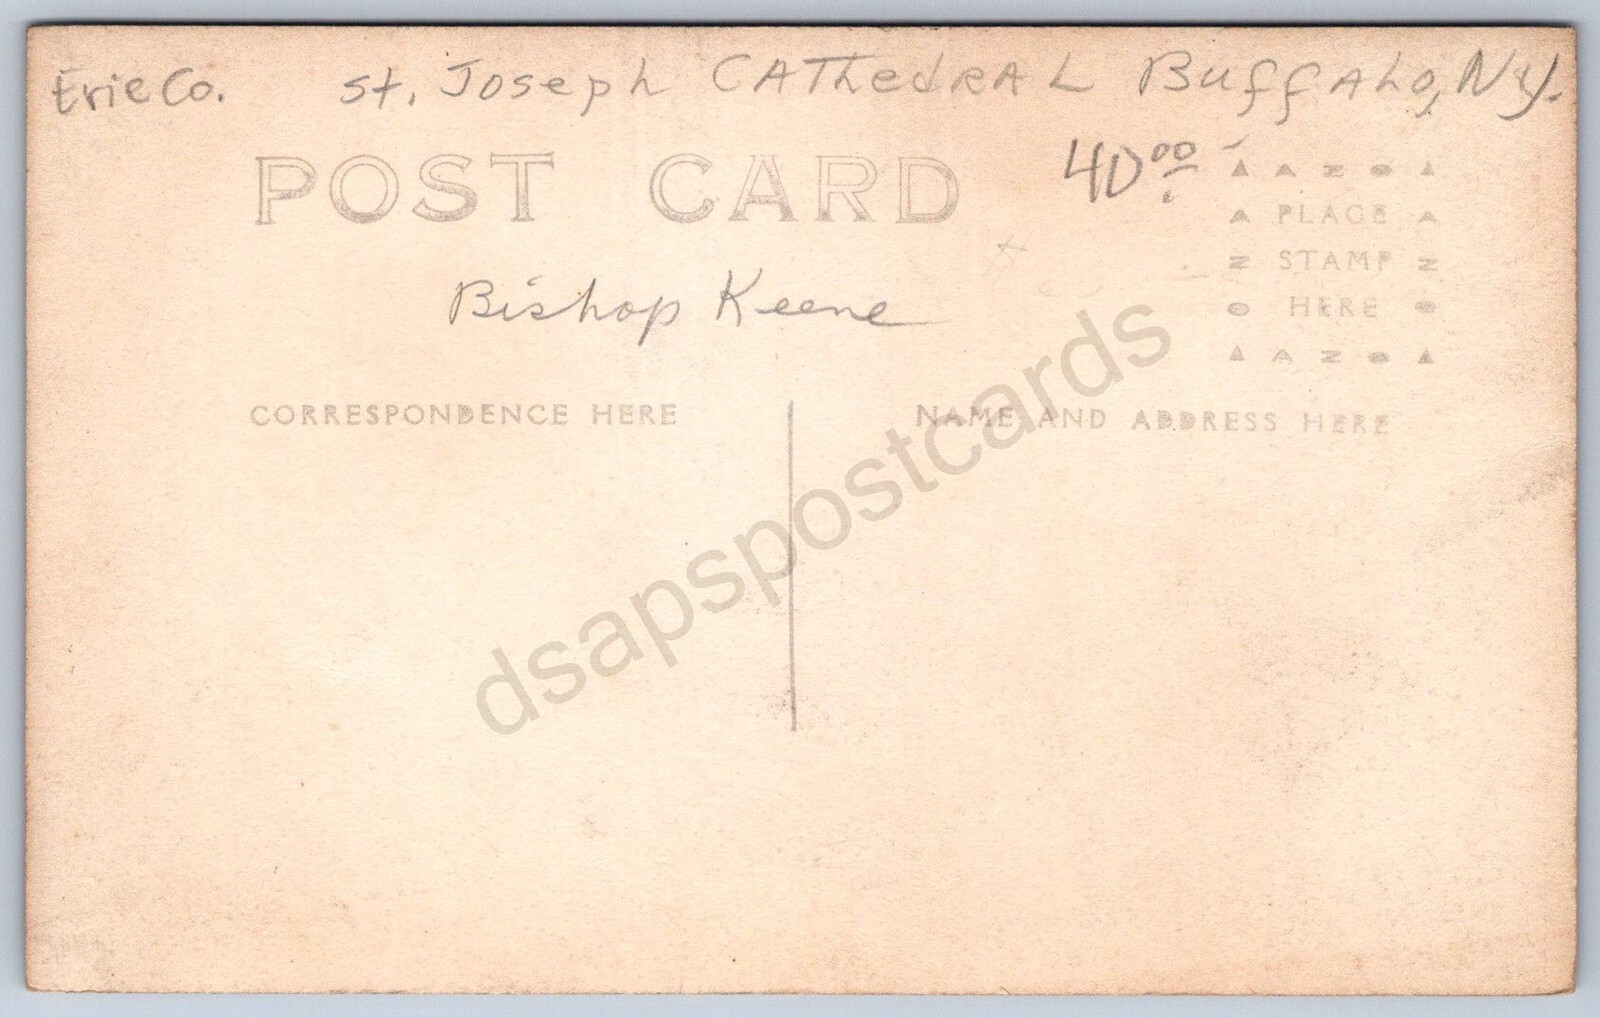 Erie Co. St. Joseph CAThedRAL BuffALo, NY.
POST CARD
40.00
▲ A Z O ▲
A PLACE A
Z STAMP Z
O HERE O
▲ A Z O ▲
Bishop Keene
CORRESPONDENCE HERE
NAME AND ADDRESS HERE
dsapspostcards